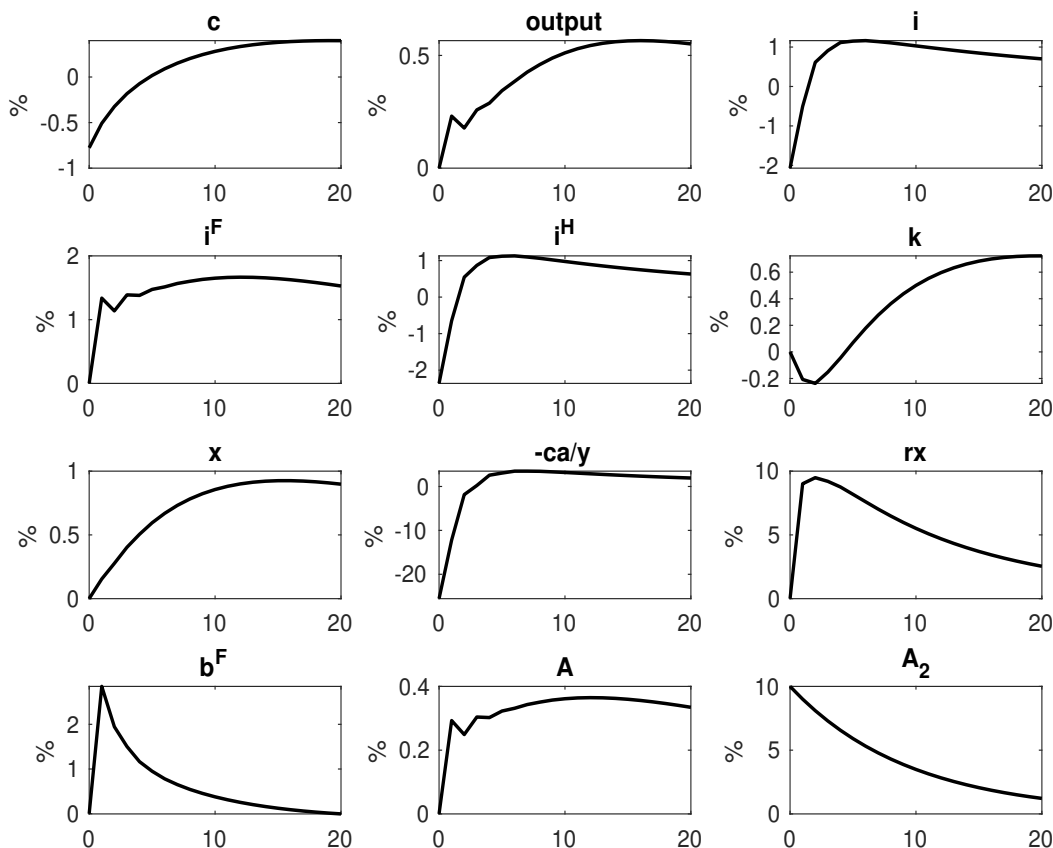 c output i
% 0 -0.5 -1 0 10 20
% 0.5 0 0 10 20
% 1 0 -1 -2 0 10 20
i^F i^H k
% 2 1 0 0 10 20
% 1 0 -1 -2 0 10 20
% 0.6 0.4 0.2 0 -0.2 0 10 20
x -ca/y rx
% 1 0.5 0 0 10 20
% 0 -10 -20 0 10 20
% 10 5 0 0 10 20
b^F A A_2
% 2 1 0 0 10 20
% 0.4 0.2 0 0 10 20
% 10 5 0 0 10 20